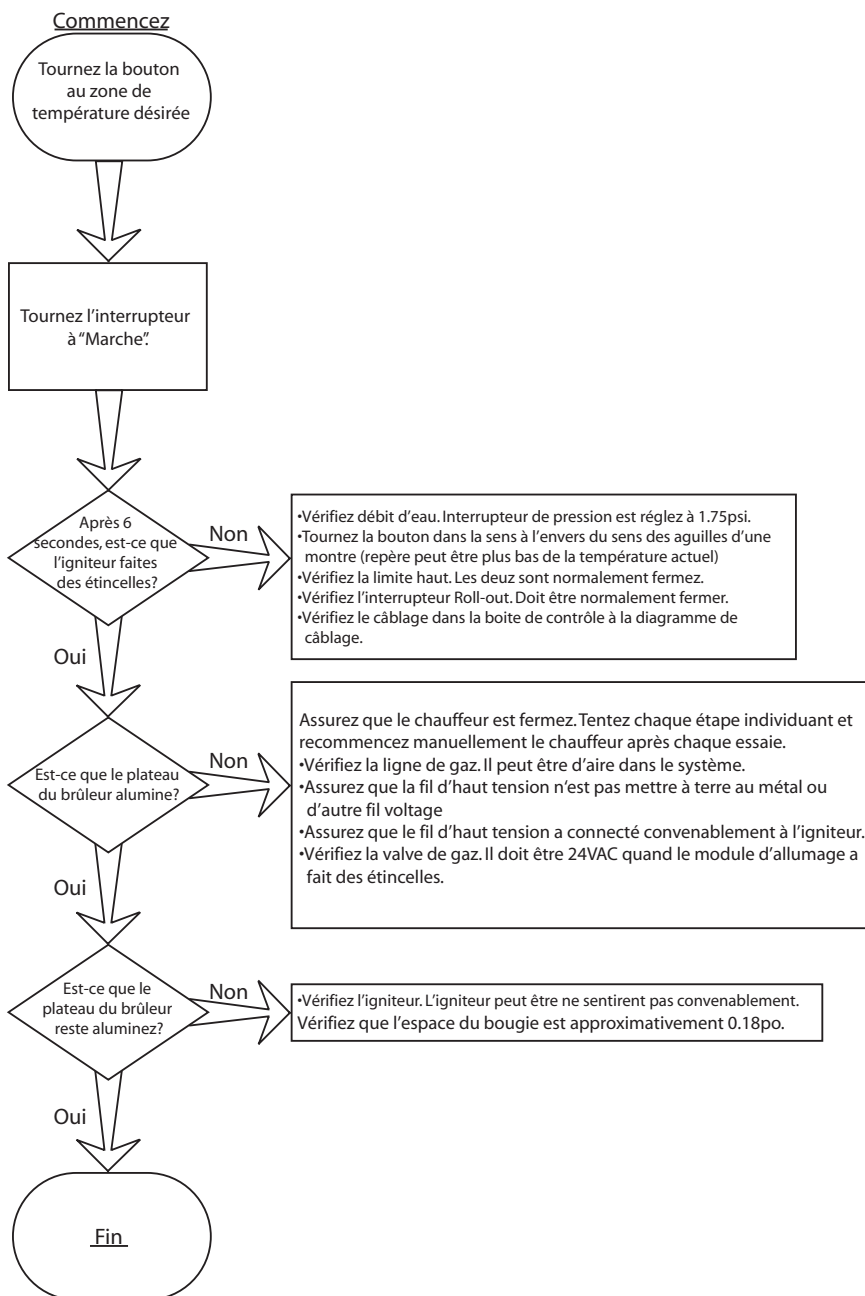 Commencez
Tournez la bouton
au zone de
température désirée
Tournez l'interrupteur
à "Marche".
Après 6
secondes, est-ce que
l'igniteur faites
des étincelles?
Non
•Vérifiez débit d'eau. Interrupteur de pression est réglez à 1.75psi.
•Tournez la bouton dans la sens à l'envers du sens des aguilles d'une
montre (repère peut être plus bas de la température actuel)
•Vérifiez la limite haut. Les deuz sont normalement fermez.
•Vérifiez l'interrupteur Roll-out. Doit être normalement fermer.
•Vérifiez le câblage dans la boite de contrôle à la diagramme de
câblage.
Oui
Est-ce que le plateau
du brûleur alumine?
Non
Assurez que le chauffeur est fermez. Tentez chaque étape individuant et
recommencez manuellement le chauffeur après chaque essaie.
•Vérifiez la ligne de gaz. Il peut être d'aire dans le système.
•Assurez que la fil d'haut tension n'est pas mettre à terre au métal ou
d'autre fil voltage
•Assurez que le fil d'haut tension a connecté convenablement à l'igniteur.
•Vérifiez la valve de gaz. Il doit être 24VAC quand le module d'allumage a
fait des étincelles.
Oui
Est-ce que le
plateau du brûleur
reste aluminez?
Non
•Vérifiez l'igniteur. L'igniteur peut être ne sentirent pas convenablement.
Vérifiez que l'espace du bougie est approximativement 0.18po.
Oui
Fin